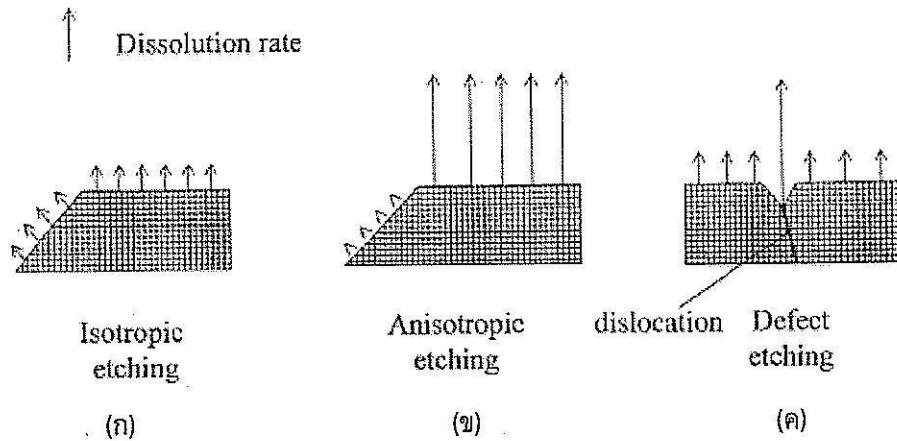 Dissolution rate
Isotropic
etching
(ก)
Anisotropic
etching
(ข)
dislocation
Defect
etching
(ค)